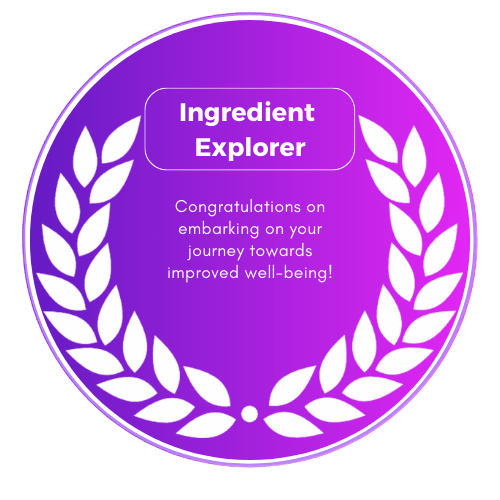 Ingredient
Explorer
Congratulations on
embarking on your
journey towards
improved well-being!